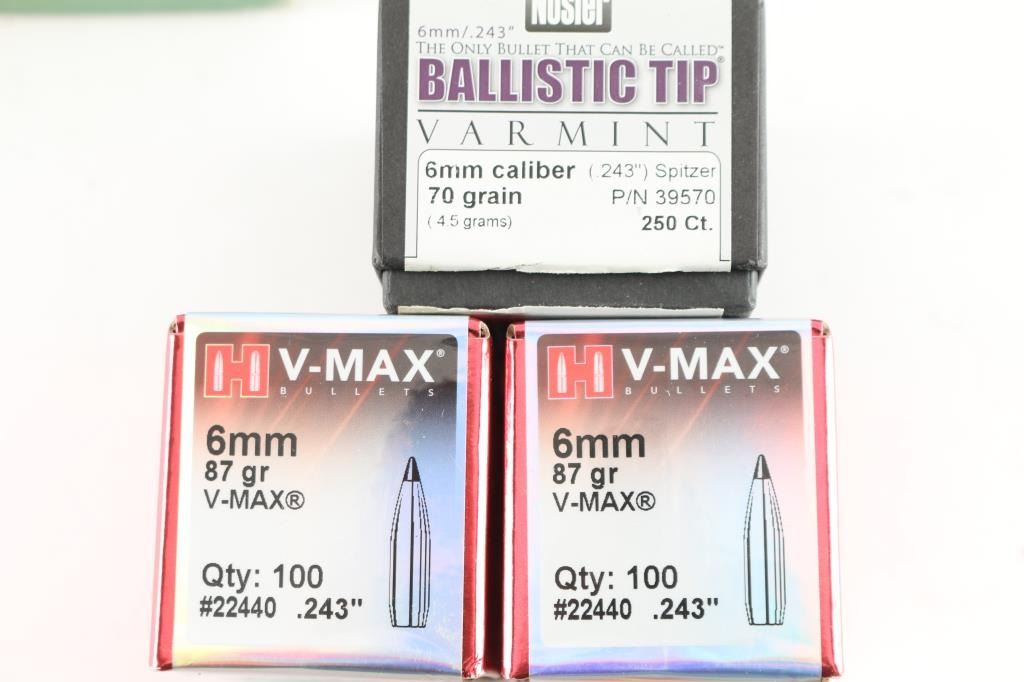 Nosler
6mm/.243"
THE ONLY BULLET THAT CAN BE CALLED™
BALLISTIC TIP®
VARMINT
6mm caliber (.243") Spitzer
70 grain P/N 39570
(4.5 grams) 250 Ct.
H V-MAX®
BULLETS
6mm
87 gr
V-MAX®
Qty: 100
#22440 .243"
H V-MAX®
BULLETS
6mm
87 gr
V-MAX®
Qty: 100
#22440 .243"